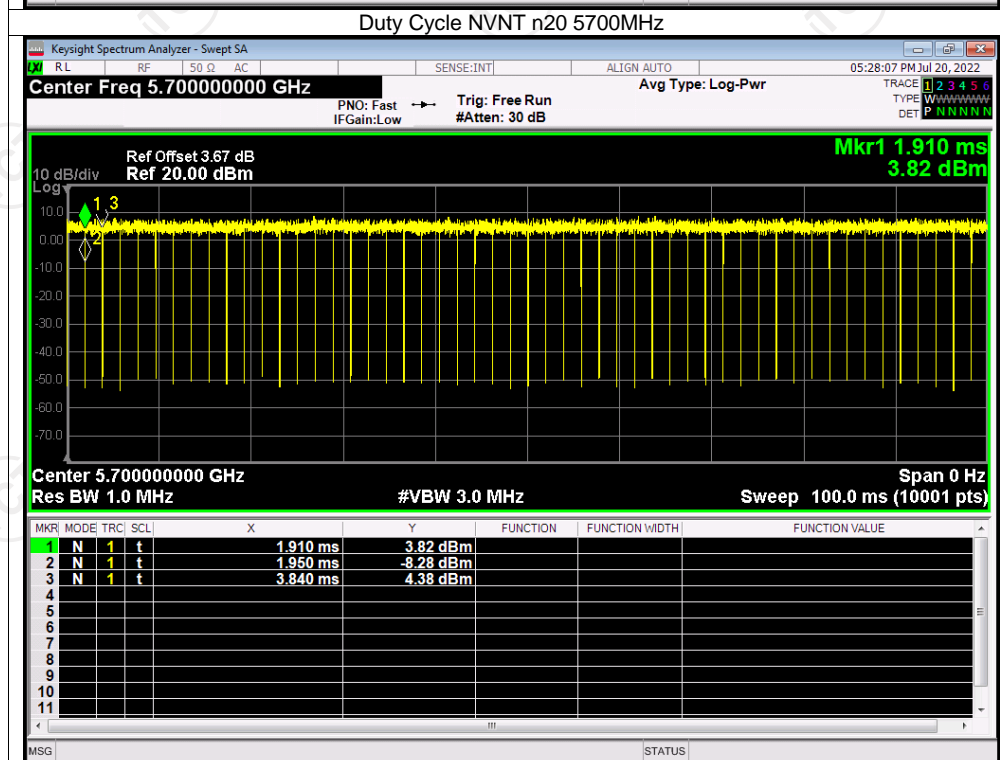 Duty Cycle NVNT n20 5700MHz
Keysight Spectrum Analyzer - Swept SA
LXI RL RF 50 Ω AC SENSE:INT ALIGN AUTO 05:28:07 PM Jul 20, 2022
Center Freq 5.700000000 GHz Avg Type: Log-Pwr TRACE 1 2 3 4 5 6
PNO: Fast Trig: Free Run TYPE WWWWWW
IFGain:Low #Atten: 30 dB DET P N N N N N
Mkr1 1.910 ms
3.82 dBm
Ref Offset 3.67 dB
10 dB/div Ref 20.00 dBm
Log
1 3
10.0
0.00
2
-10.0
-20.0
-30.0
-40.0
-50.0
-60.0
-70.0
Center 5.700000000 GHz Span 0 Hz
Res BW 1.0 MHz #VBW 3.0 MHz Sweep 100.0 ms (10001 pts)
MKR MODE TRC SCL X Y FUNCTION FUNCTION WIDTH FUNCTION VALUE
1 N 1 t 1.910 ms 3.82 dBm
2 N 1 t 1.950 ms -8.28 dBm
3 N 1 t 3.840 ms 4.38 dBm
4
5
6
7
8
9
10
11
MSG STATUS